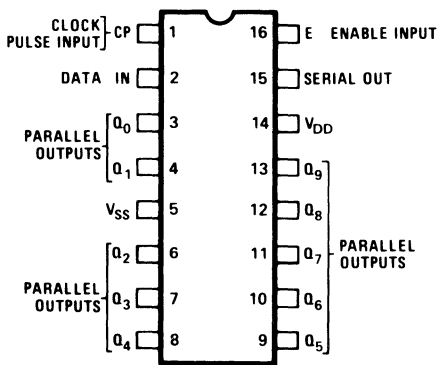 CLOCK
PULSE INPUT CP 1 16 E ENABLE INPUT
DATA IN 2 15 SERIAL OUT
PARALLEL
OUTPUTS
Q0 3 14 VDD
Q1 4 13 Q9
VSS 5 12 Q8
Q2 6 11 Q7
PARALLEL
OUTPUTS
PARALLEL
OUTPUTS
Q3 7 10 Q6
Q4 8 9 Q5